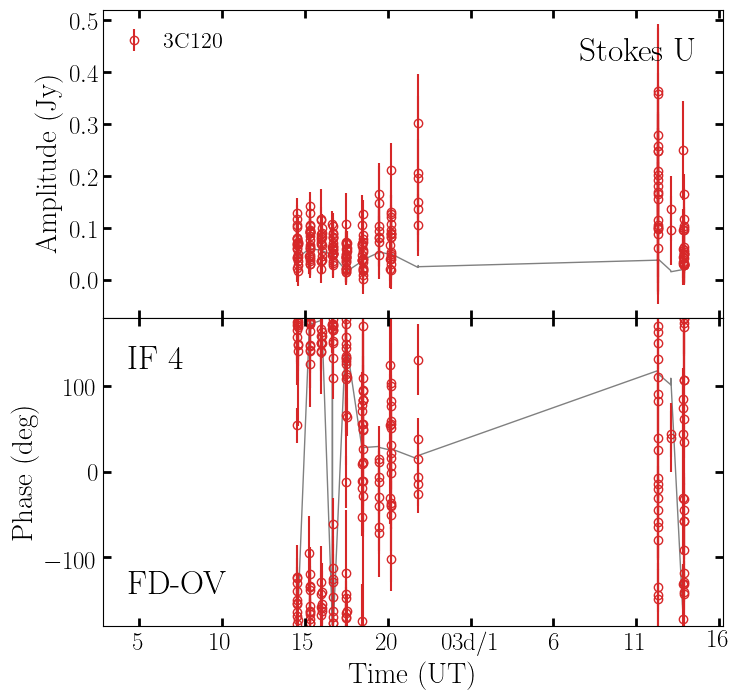 0.5
3C120
Stokes U
0.4
0.3
0.2
0.1
0.0
Amplitude (Jy)
IF 4
100
0
−100
Phase (deg)
FD-OV
5 10 15 20 03d/1 6 11 16
Time (UT)